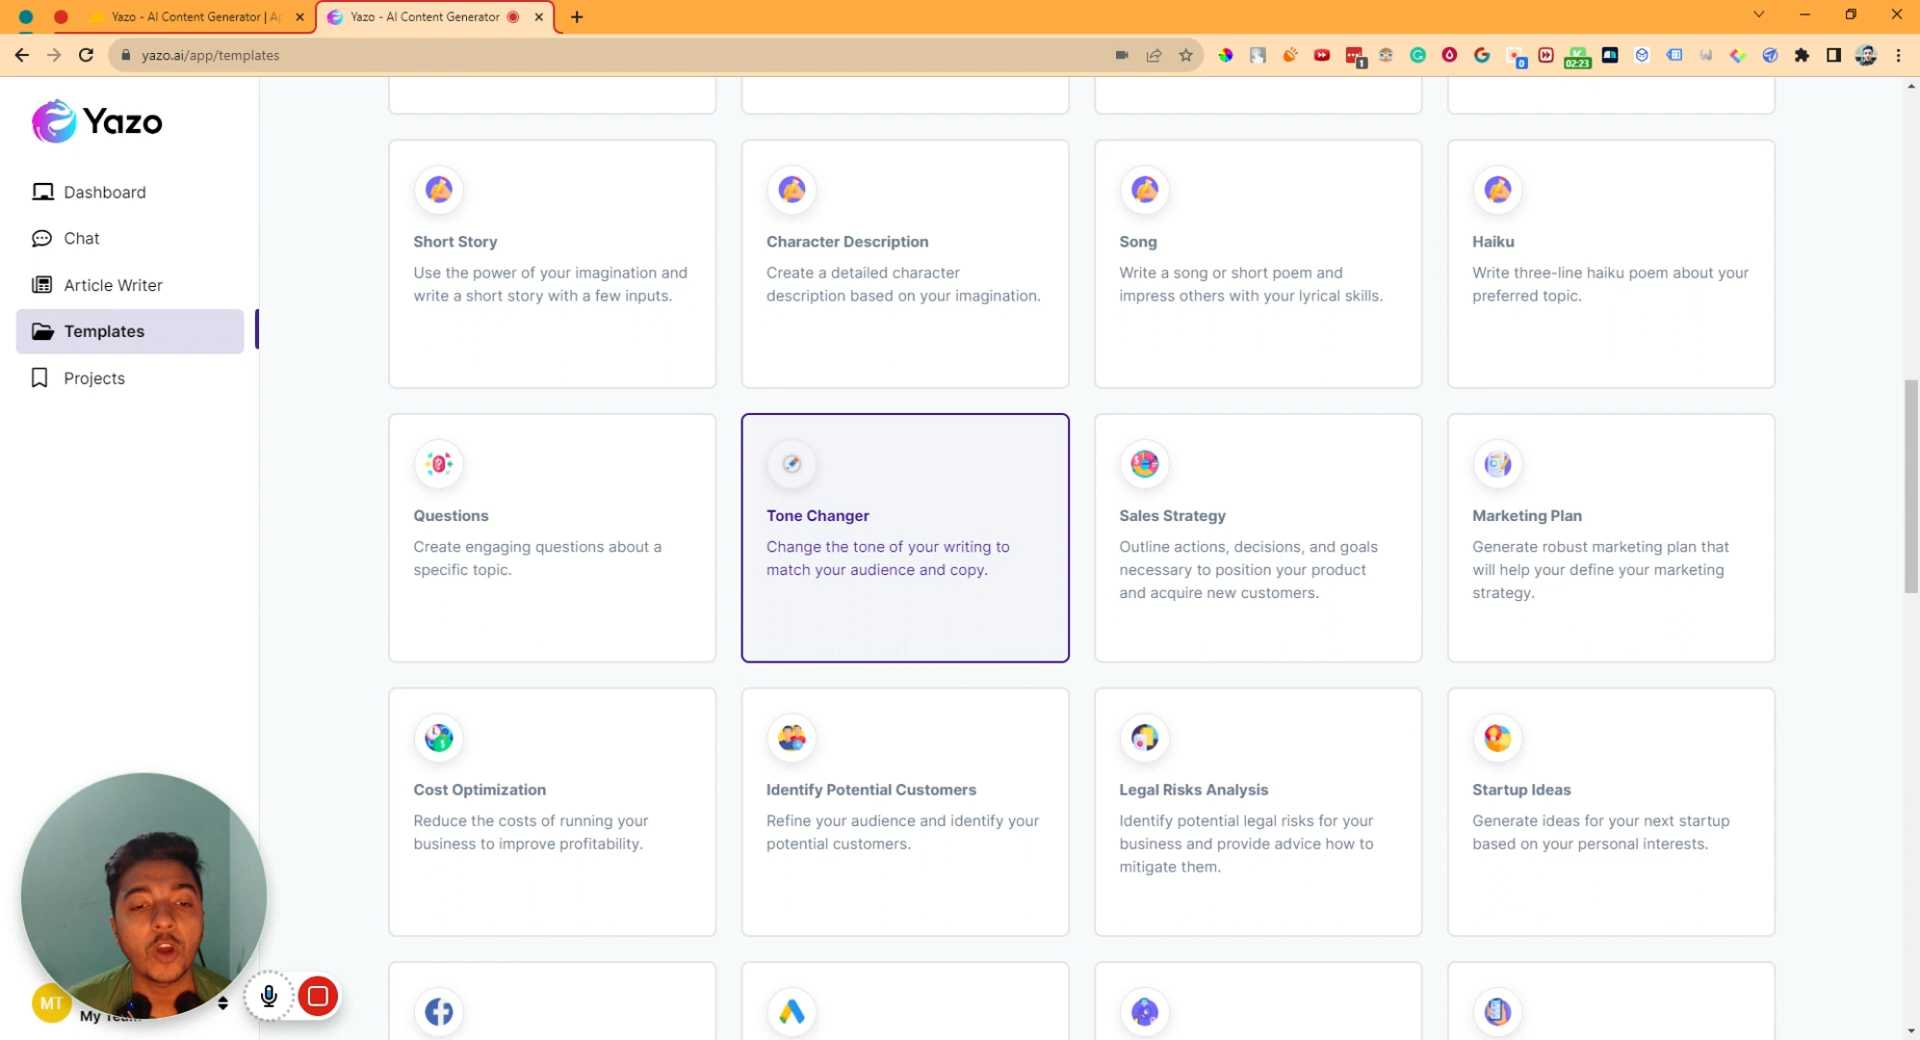 Yazo - AI Content Generator | Ap
Yazo - AI Content Generator
yazo.ai/app/templates
1
0
02:23
Yazo
Dashboard
Chat
Article Writer
Templates
Projects
Short Story
Use the power of your imagination and
write a short story with a few inputs.
Character Description
Create a detailed character
description based on your imagination.
Song
Write a song or short poem and
impress others with your lyrical skills.
Haiku
Write three-line haiku poem about your
preferred topic.
Questions
Create engaging questions about a
specific topic.
Tone Changer
Change the tone of your writing to
match your audience and copy.
Sales Strategy
Outline actions, decisions, and goals
necessary to position your product
and acquire new customers.
Marketing Plan
Generate robust marketing plan that
will help your define your marketing
strategy.
Cost Optimization
Reduce the costs of running your
business to improve profitability.
Identify Potential Customers
Refine your audience and identify your
potential customers.
Legal Risks Analysis
Identify potential legal risks for your
business and provide advice how to
mitigate them.
Startup Ideas
Generate ideas for your next startup
based on your personal interests.
MT
My